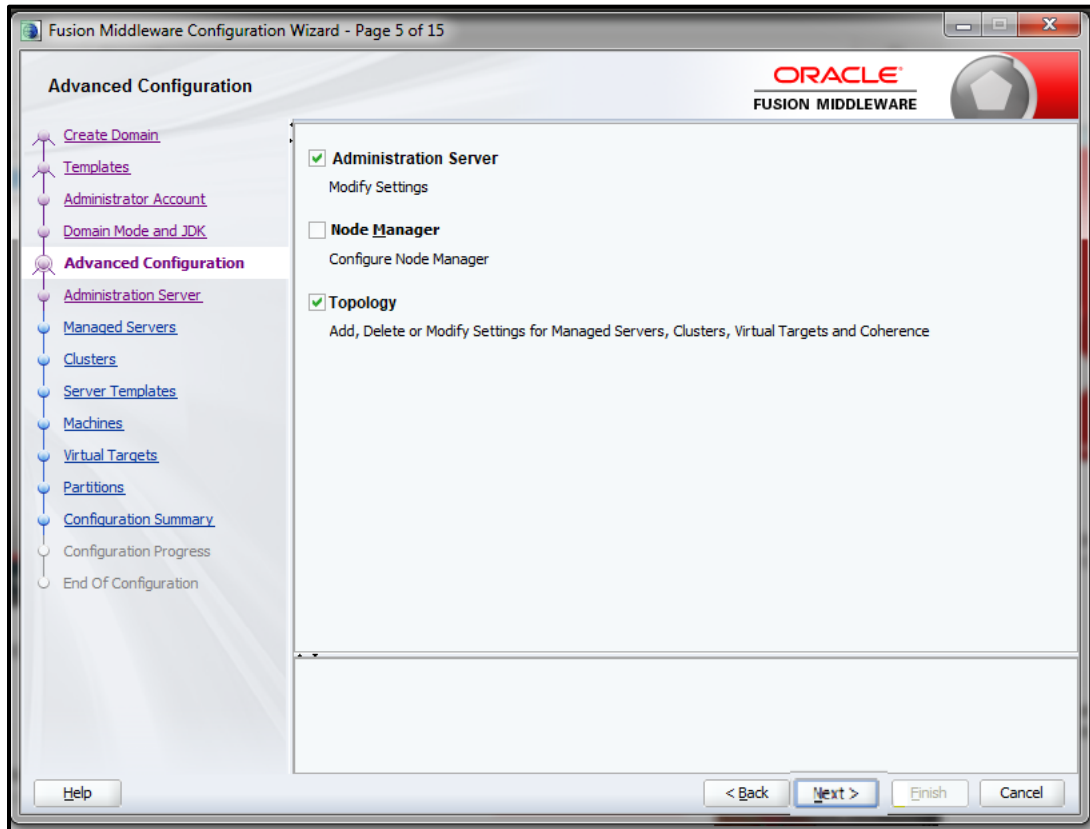 Fusion Middleware Configuration Wizard - Page 5 of 15
Advanced Configuration
ORACLE®
FUSION MIDDLEWARE
Create Domain
Templates
Administrator Account
Domain Mode and JDK
Advanced Configuration
Administration Server
Managed Servers
Clusters
Server Templates
Machines
Virtual Targets
Partitions
Configuration Summary
Configuration Progress
End Of Configuration
Administration Server
Modify Settings
Node Manager
Configure Node Manager
Topology
Add, Delete or Modify Settings for Managed Servers, Clusters, Virtual Targets and Coherence
Help
< Back
Next >
Finish
Cancel